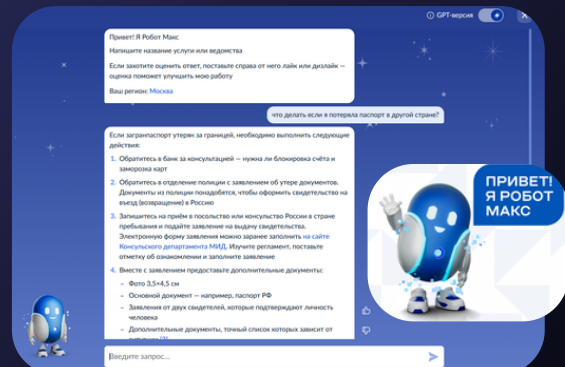 GPT-версия
Привет! Я Робот Макс
Напишите название услуги или ведомства
Если захотите оценить ответ, поставьте справа от него лайк или дизлайк —
оценка поможет улучшить мою работу
Ваш регион: Москва
что делать если я потеряла паспорт в другой стране?
Если загранпаспорт утерян за границей, необходимо выполнить следующие
действия:
1. Обратитесь в банк за консультацией — нужна ли блокировка счёта и
заморозка карт
2. Обратитесь в отделение полиции с заявлением об утере документов.
Документы из полиции понадобятся, чтобы оформить свидетельство на
въезд (возвращение) в Россию
3. Запишитесь на приём в посольство или консульство России в стране
пребывания и подайте заявление на выдачу свидетельства.
Электронную форму заявления можно заранее заполнить на сайте
Консульского департамента МИД. Изучите регламент, поставьте
отметку об ознакомлении и заполните заявление
4. Вместе с заявлением предоставьте дополнительные документы:
- Фото 3,5×4,5 см
- Основной документ — например, паспорт РФ
- Заявления от двух свидетелей, которые подтверждают личность
человека
- Дополнительные документы, точный список которых зависит от
Введите запрос...
ПРИВЕТ!
Я РОБОТ
МАКС